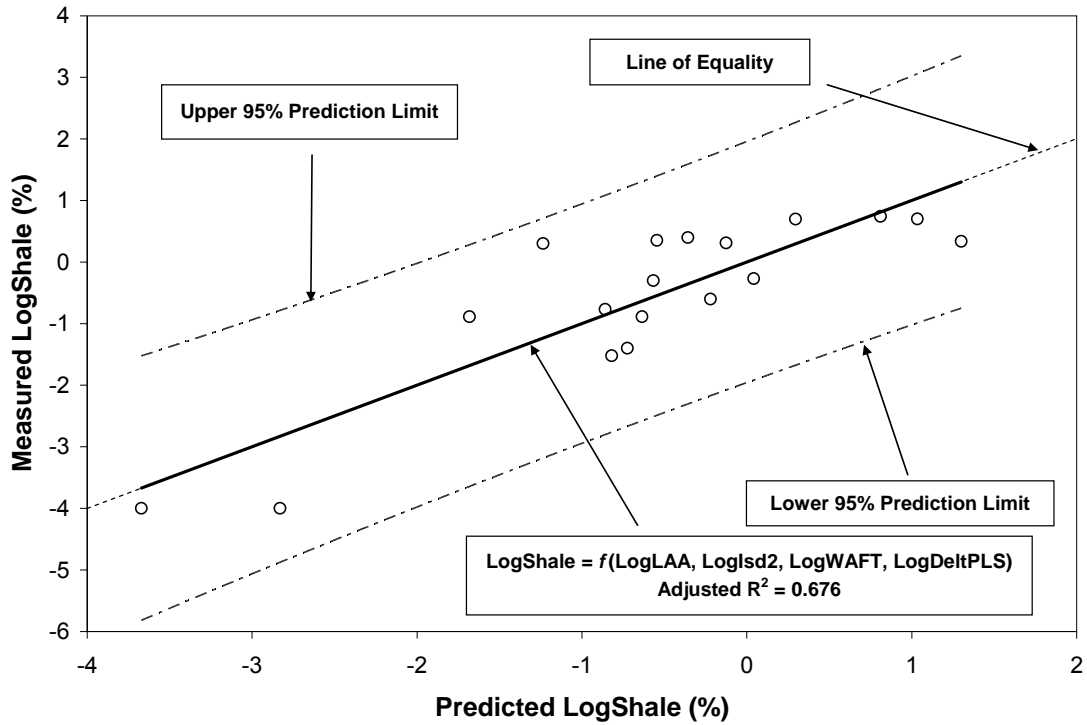 4
3
2
1
0
-1
-2
-3
-4
-5
-6
Measured LogShale (%)
Upper 95% Prediction Limit
Line of Equality
Lower 95% Prediction Limit
LogShale = f (LogLAA, LogIsd2, LogWAFT, LogDeltPLS)
Adjusted R² = 0.676
-4 -3 -2 -1 0 1 2
Predicted LogShale (%)